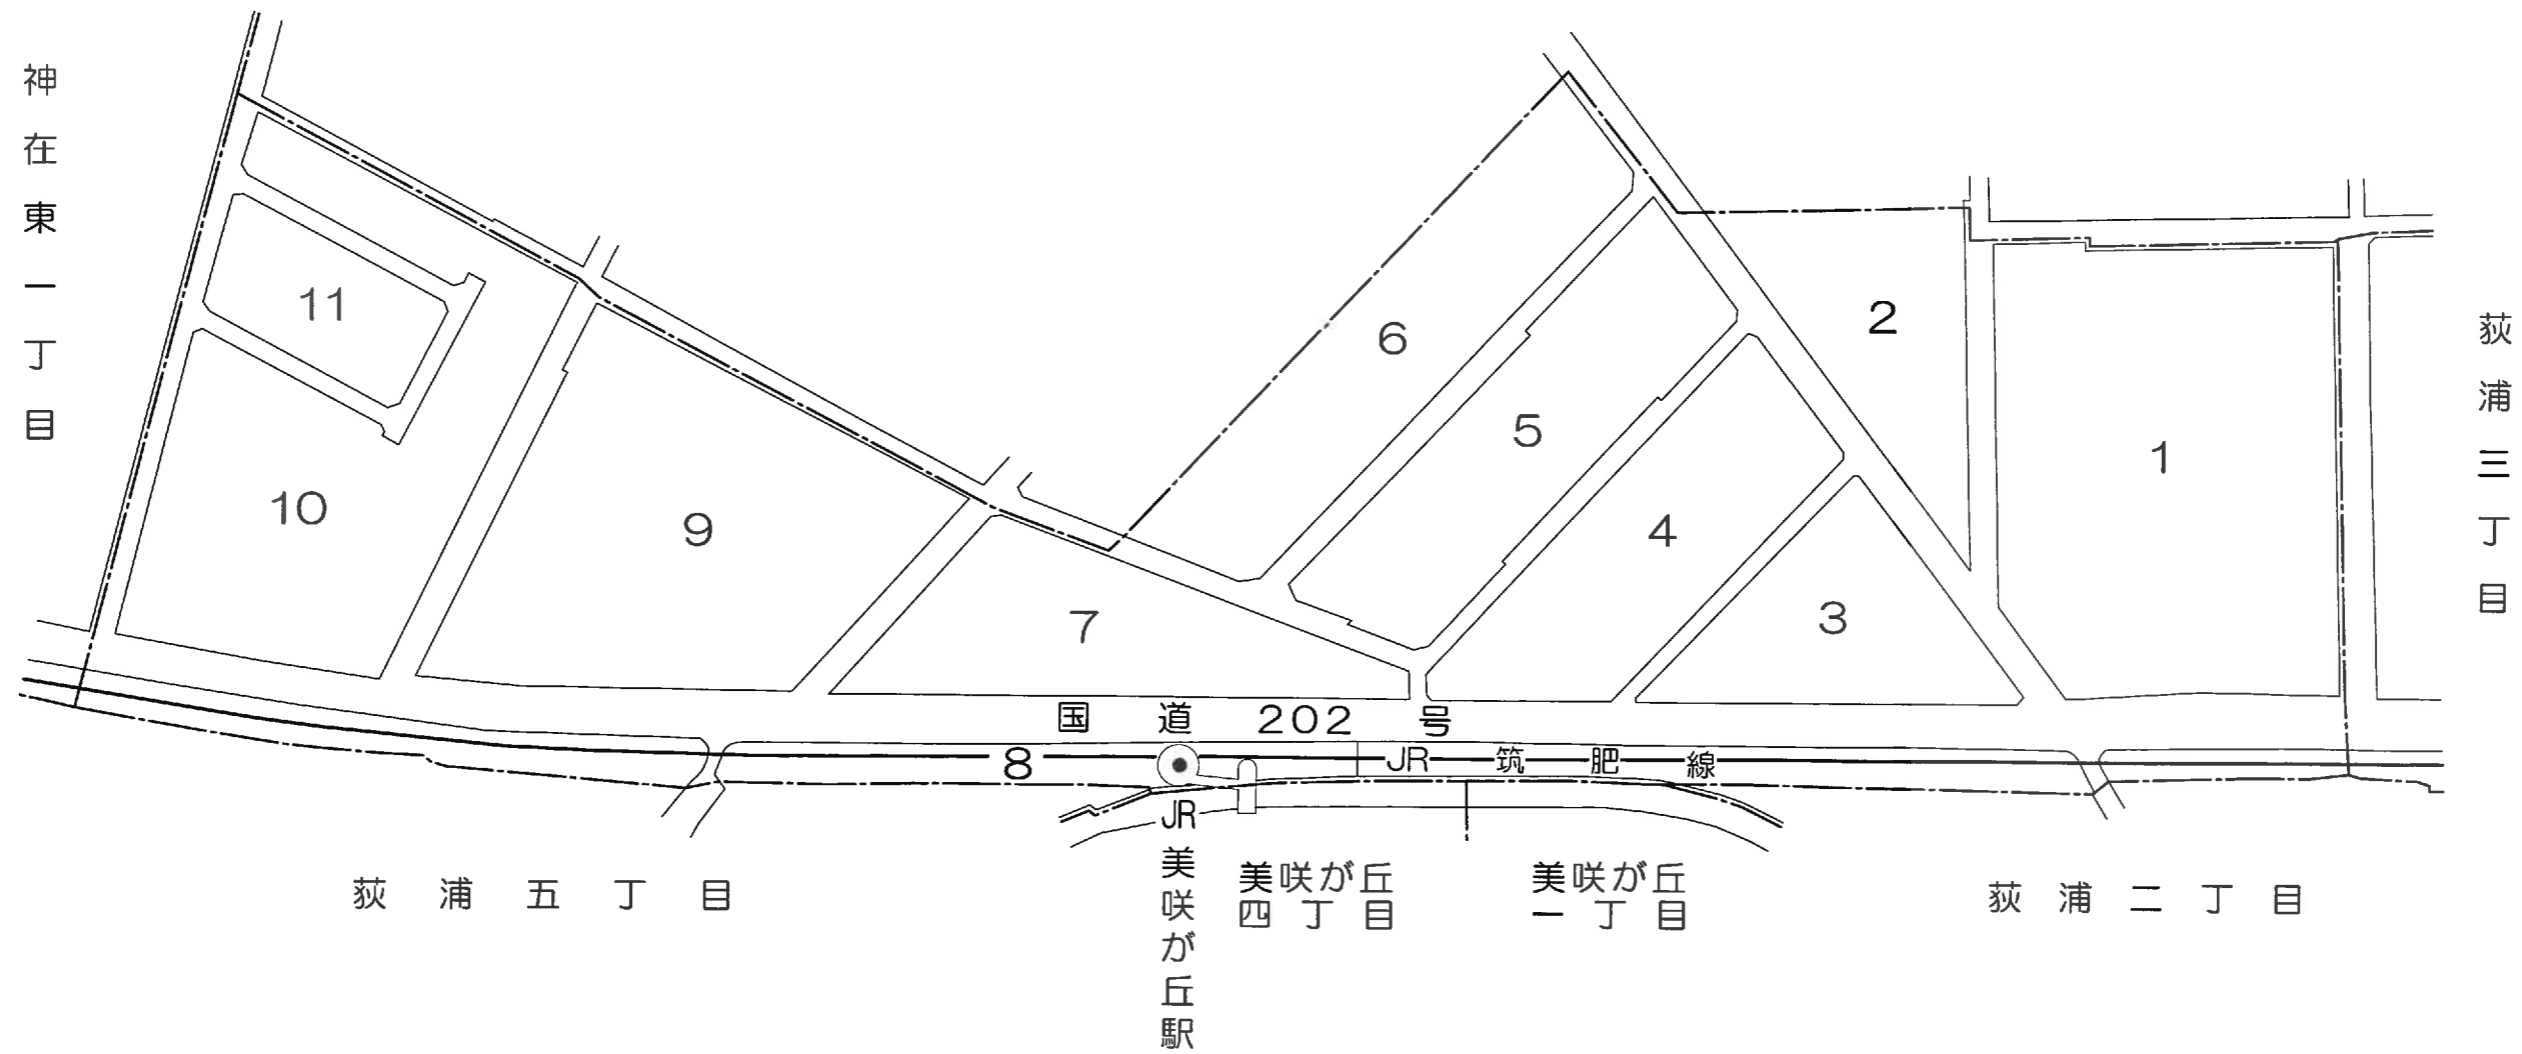 神在東一丁目
11
10
9
7
6
5
4
3
2
1
荻浦三丁目
国道202号
8
JR筑肥線
JR美咲が丘駅
荻浦五丁目
美咲が丘
四丁目
美咲が丘
一丁目
荻浦二丁目